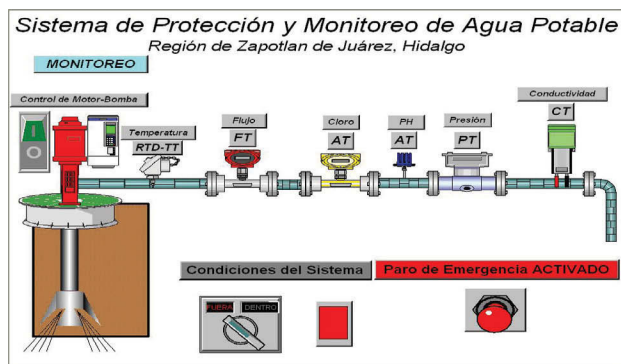 Sistema de Protección y Monitoreo de Agua Potable
Región de Zapotlan de Juárez, Hidalgo
MONITOREO
Control de Motor-Bomba
Temperatura
RTD-TT
Flujo
FT
Cloro
AT
PH
AT
Presión
PT
Conductividad
CT
Condiciones del Sistema
Paro de Emergencia ACTIVADO
FUERA DENTRO